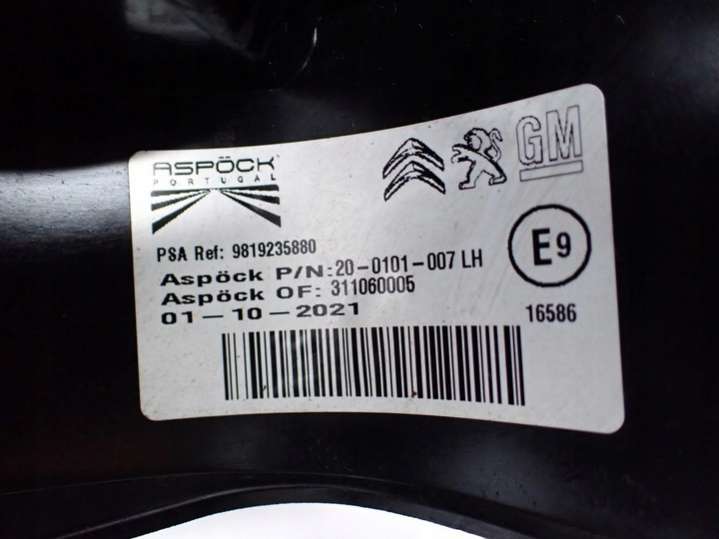 ASPÖCK
PORTUGAL
GM
PSA Ref: 9819235880
Aspöck P/N:20-0101-007 LH
Aspöck OF: 311060005
01-10-2021
E9
16586